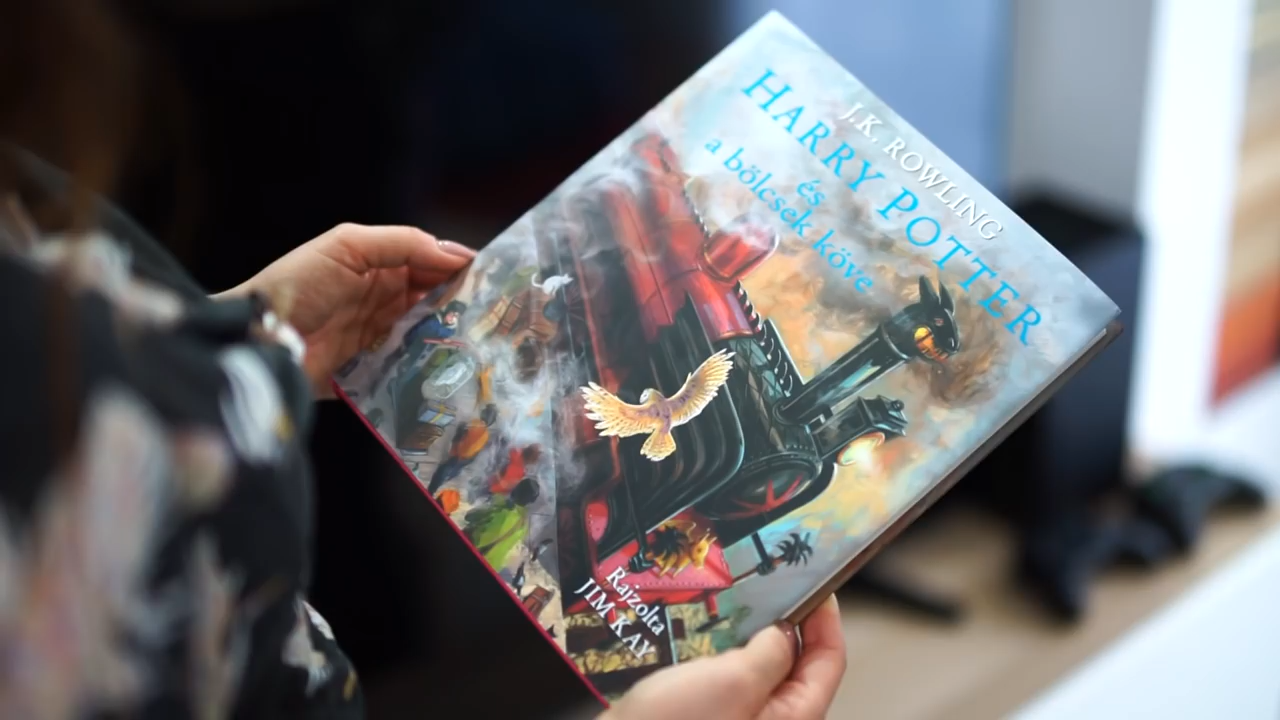 J.K. ROWLING
HARRY POTTER
és
a bölcsek köve
Rajzolta
JIM KAY